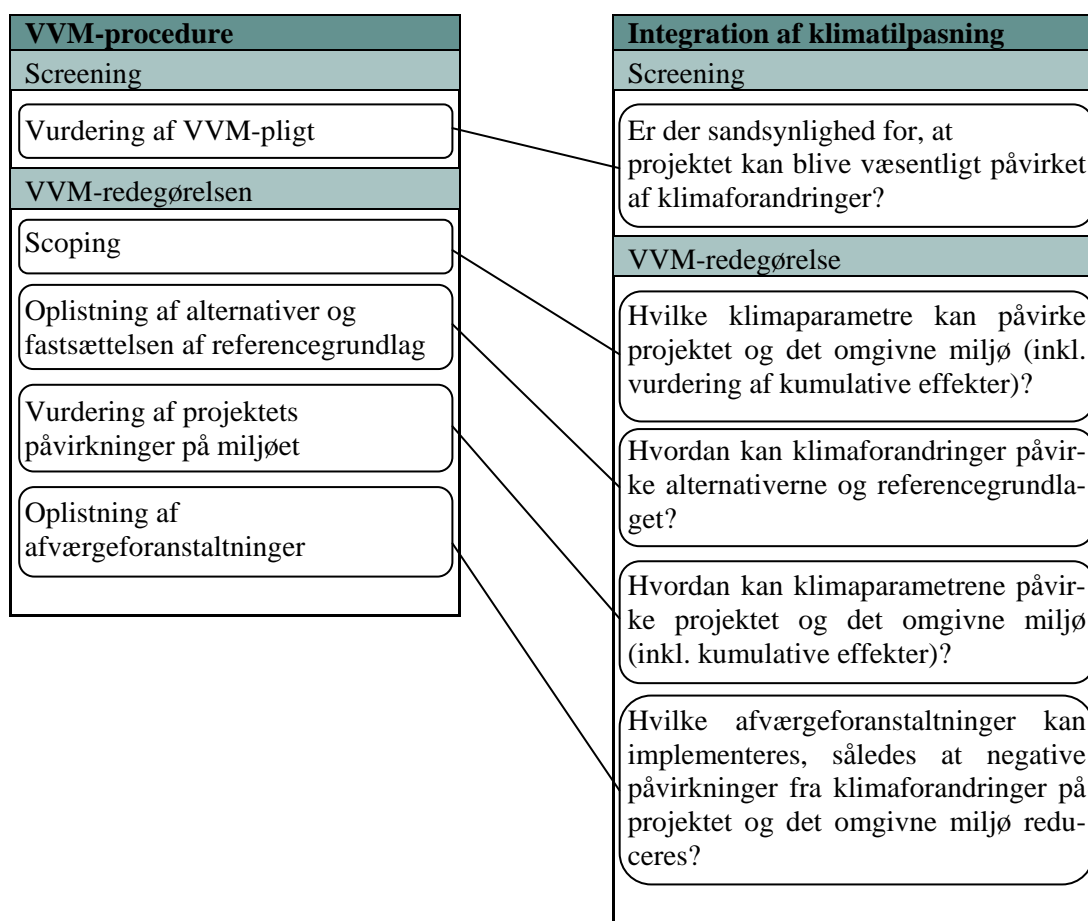 VVM-procedure
Screening
Vurdering af VVM-pligt
VVM-redegørelsen
Scoping
Oplistning af alternativer og
fastsættelsen af referencegrundlag
Vurdering af projektets
påvirkninger på miljøet
Oplistning af
afværgeforanstaltninger
Integration af klimatilpasning
Screening
Er der sandsynlighed for, at
projektet kan blive væsentligt påvirket
af klimaforandringer?
VVM-redegørelse
Hvilke klimaparametre kan påvirke
projektet og det omgivne miljø (inkl.
vurdering af kumulative effekter)?
Hvordan kan klimaforandringer påvir-
ke alternativerne og referencegrundla-
get?
Hvordan kan klimaparametrene påvir-
ke projektet og det omgivne miljø
(inkl. kumulative effekter)?
Hvilke afværgeforanstaltninger kan
implementeres, således at negative
påvirkninger fra klimaforandringer på
projektet og det omgivne miljø redu-
ceres?